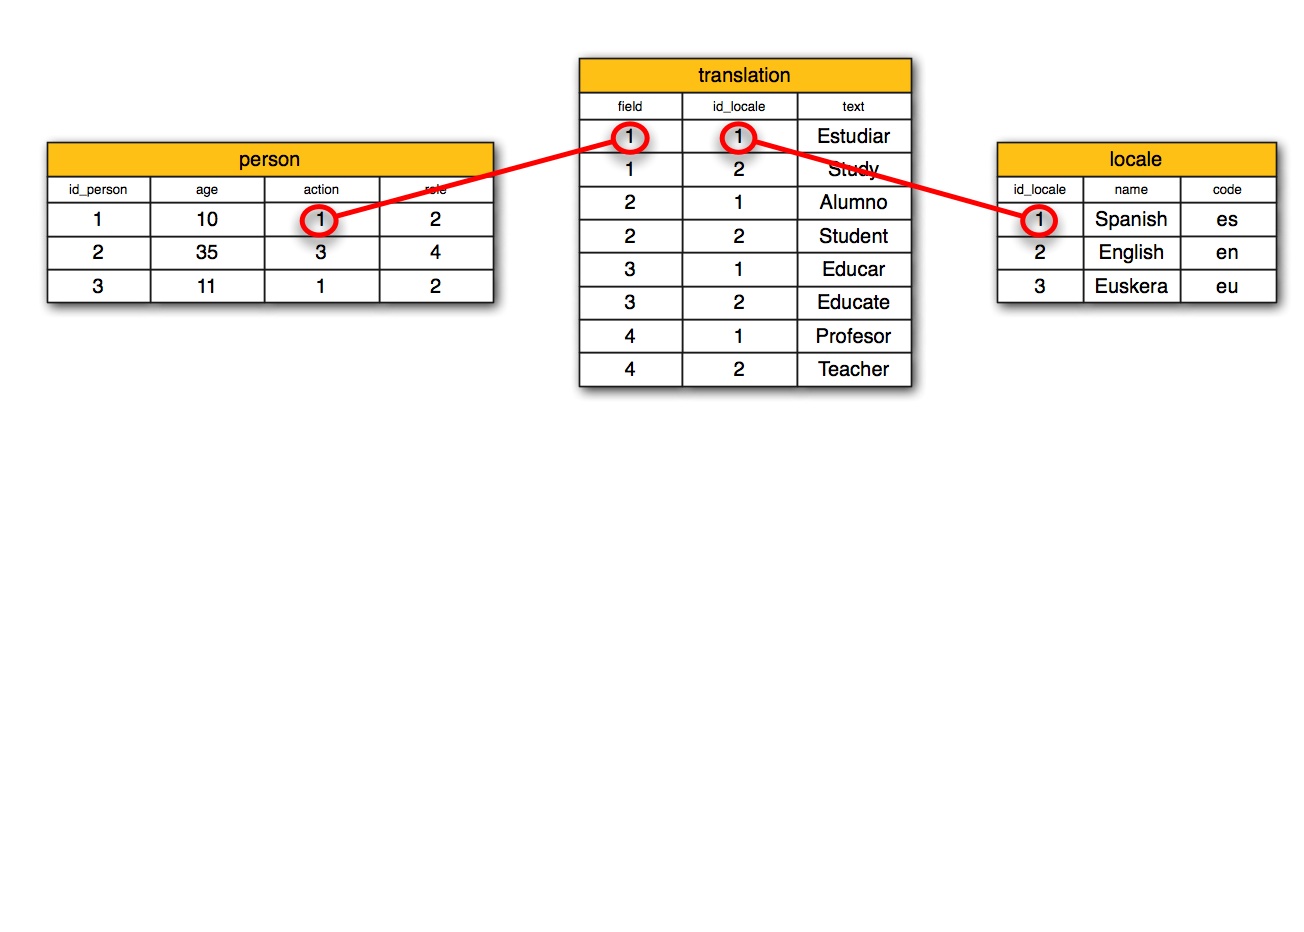 translation
field id_locale text
1 1 Estudiar
1 2 Study
2 1 Alumno
2 2 Student
3 1 Educar
3 2 Educate
4 1 Profesor
4 2 Teacher
person
id_person age action role
1 10 1 2
2 35 3 4
3 11 1 2
locale
id_locale name code
1 Spanish es
2 English en
3 Euskera eu